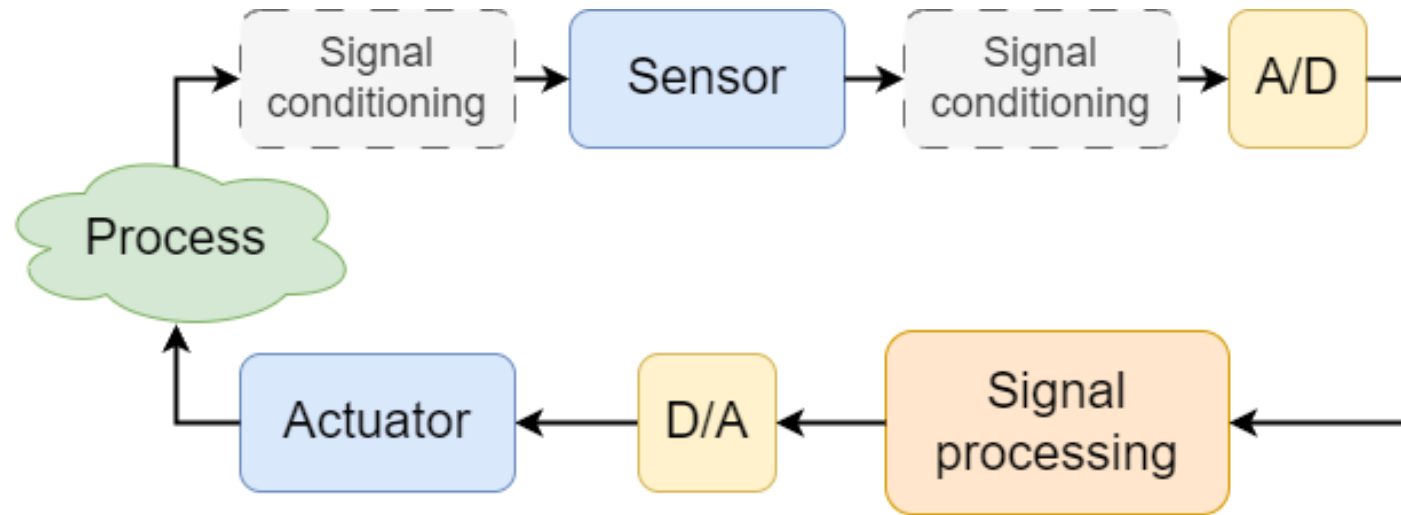 Signal
conditioning
Sensor
Signal
conditioning
A/D
Process
Actuator
D/A
Signal
processing